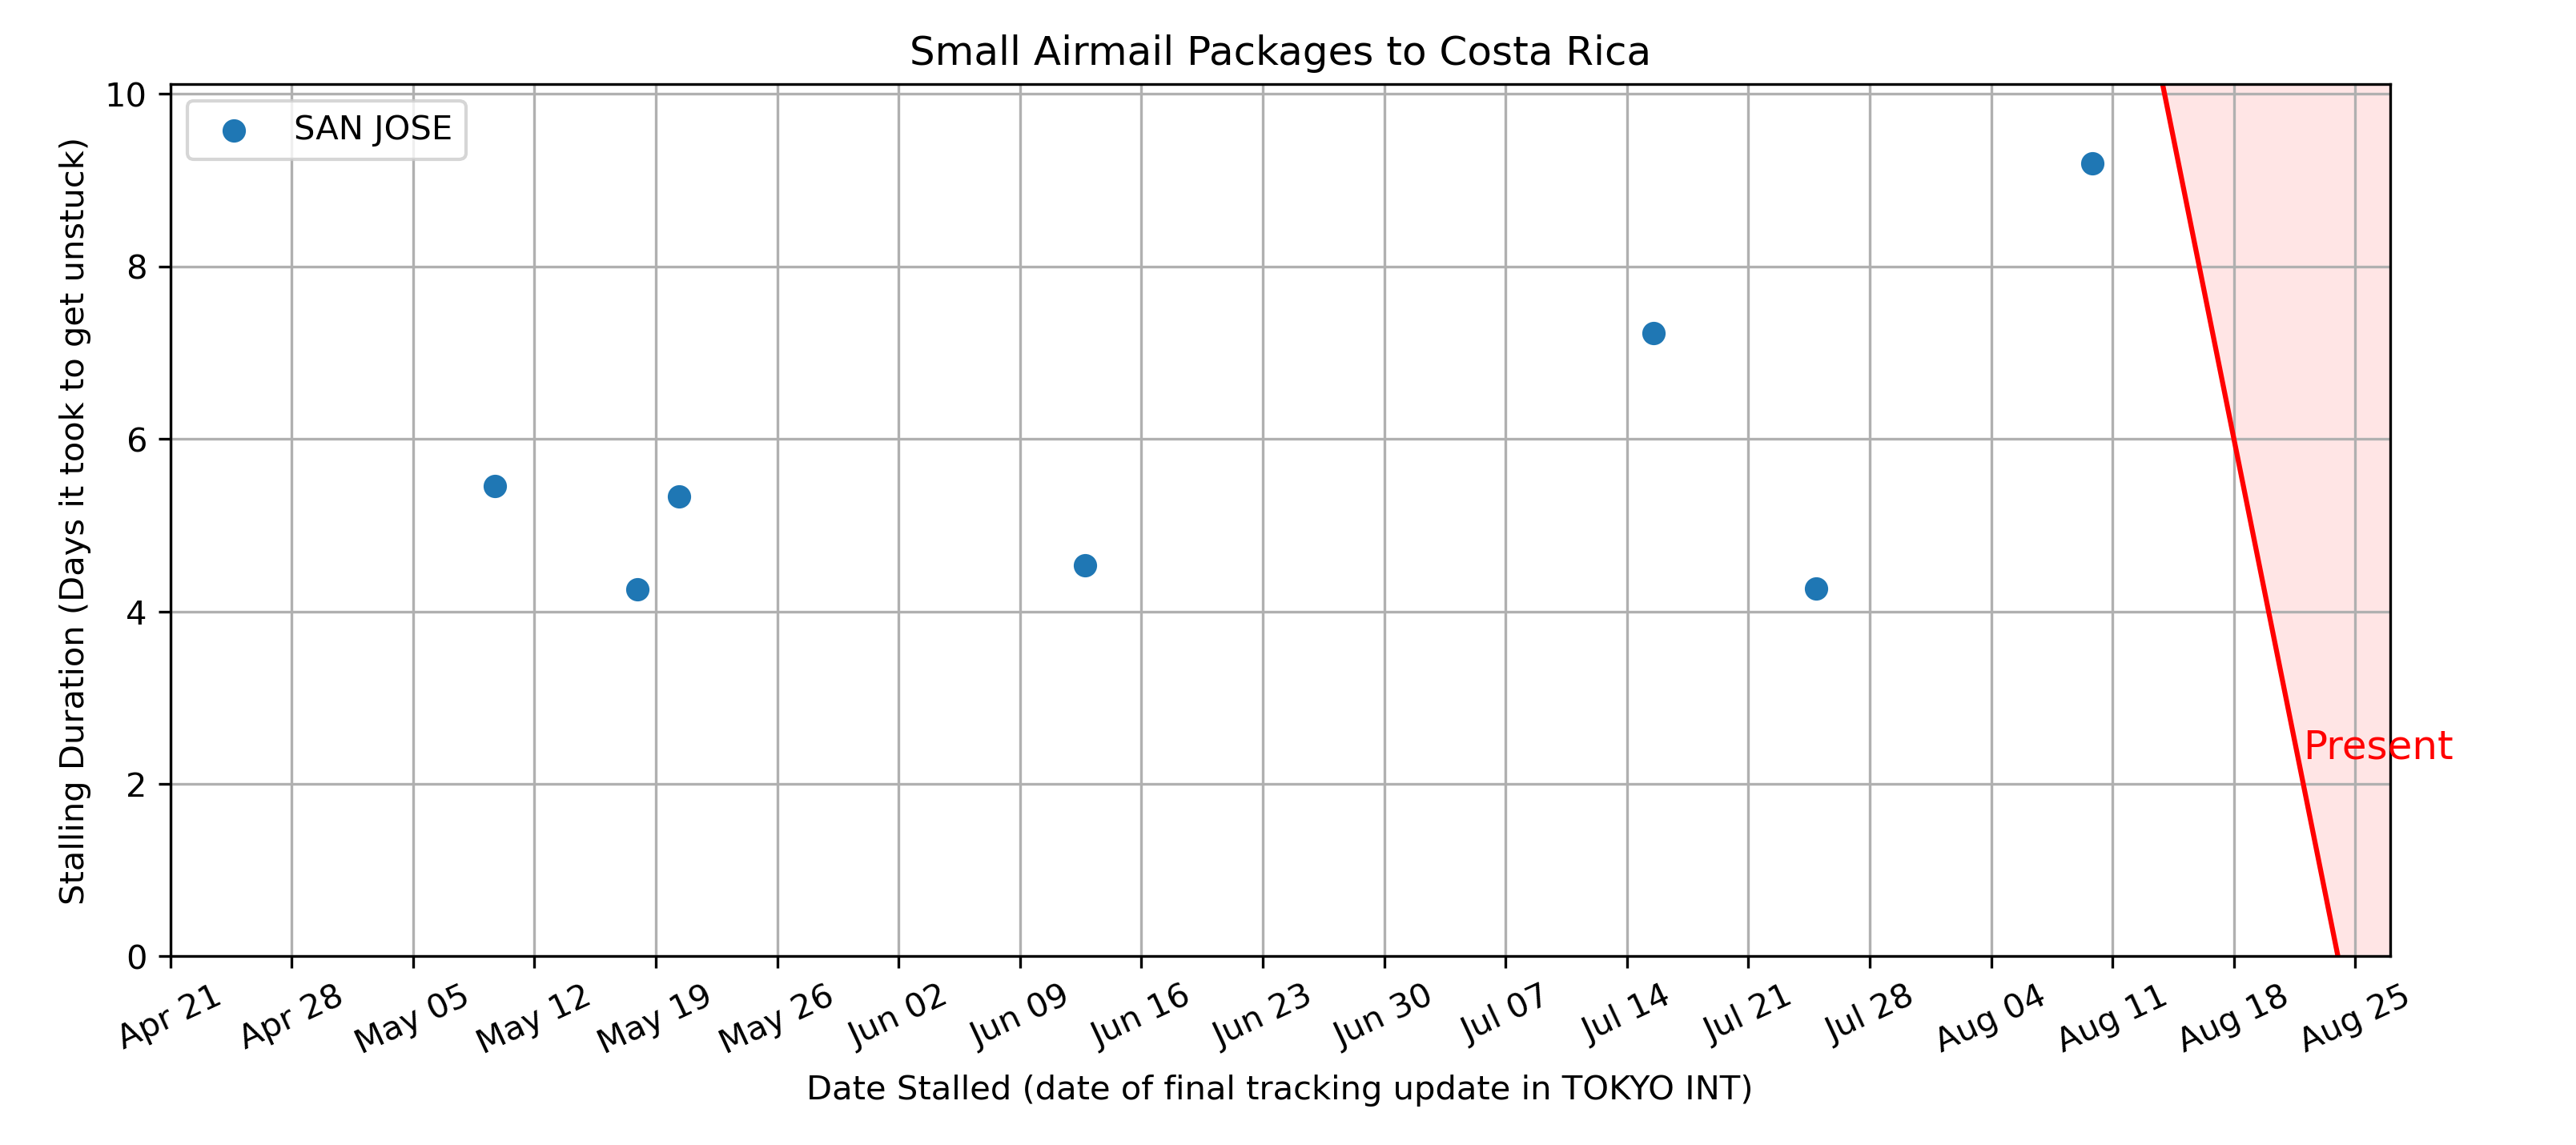 Small Airmail Packages to Costa Rica
SAN JOSE
10
8
6
4
2
0
Stalling Duration (Days it took to get unstuck)
Present
Apr 21
Apr 28
May 05
May 12
May 19
May 26
Jun 02
Jun 09
Jun 16
Jun 23
Jun 30
Jul 07
Jul 14
Jul 21
Jul 28
Aug 04
Aug 11
Aug 18
Aug 25
Date Stalled (date of final tracking update in TOKYO INT)